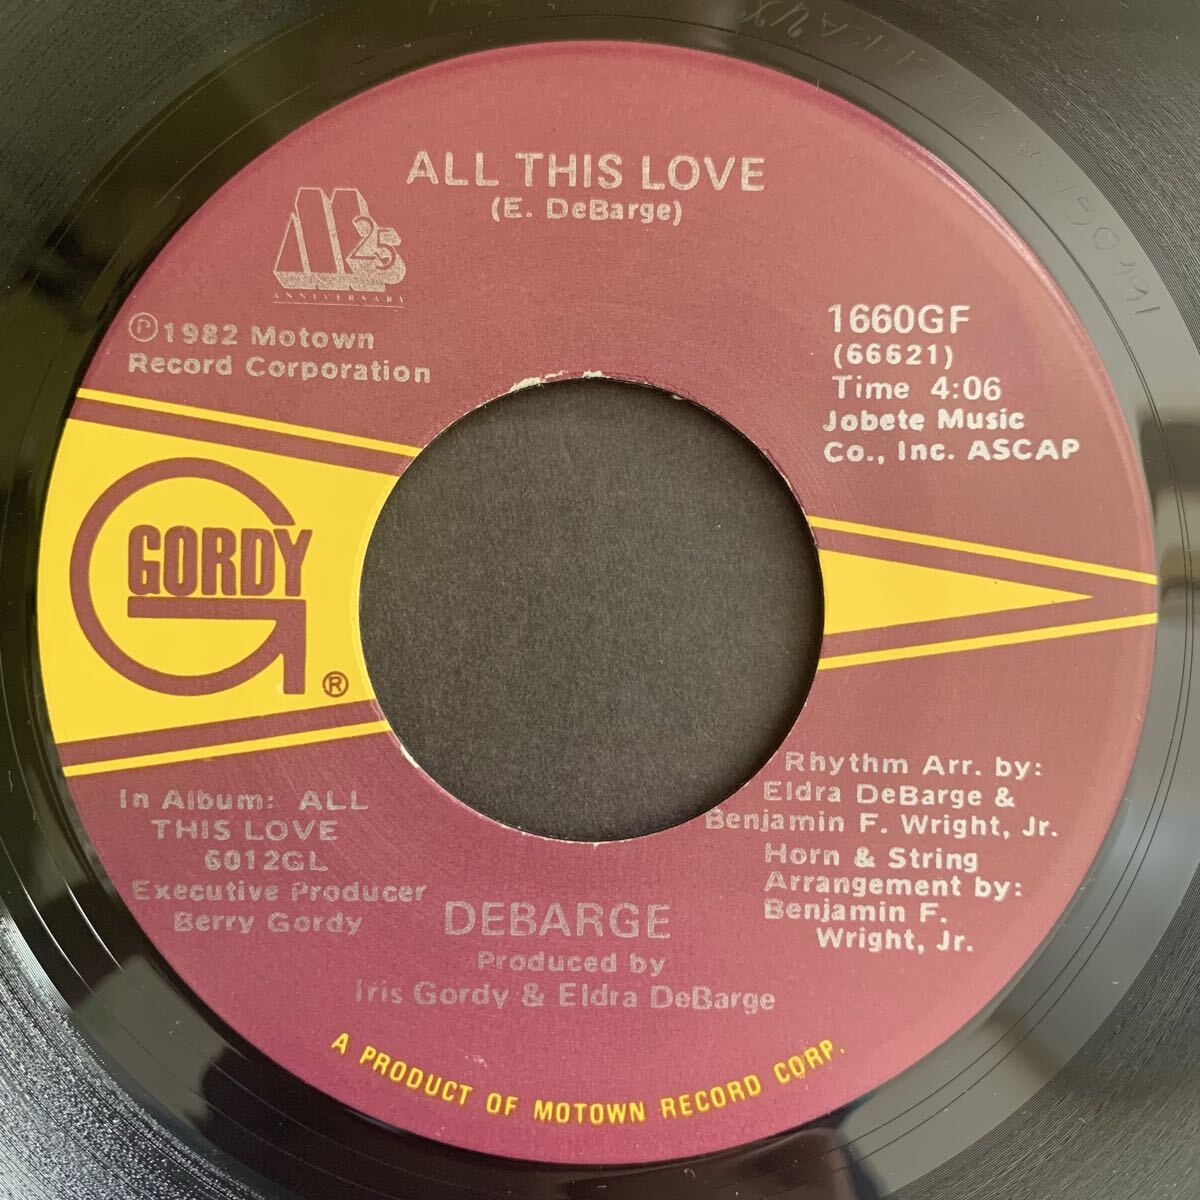 ALL THIS LOVE
(E. DeBarge)
M25
ANNIVERSARY
Ⓟ1982 Motown
Record Corporation
1660GF
(66621)
Time 4:06
Jobete Music
Co., Inc. ASCAP
GORDY
®
In Album: ALL
THIS LOVE
6012GL
Executive Producer
Berry Gordy
Rhythm Arr. by:
Eldra DeBarge &
Benjamin F. Wright, Jr.
Horn & String
Arrangement by:
Benjamin F.
Wright, Jr.
DEBARGE
Produced by
Iris Gordy & Eldra DeBarge
A PRODUCT OF MOTOWN RECORD CORP.